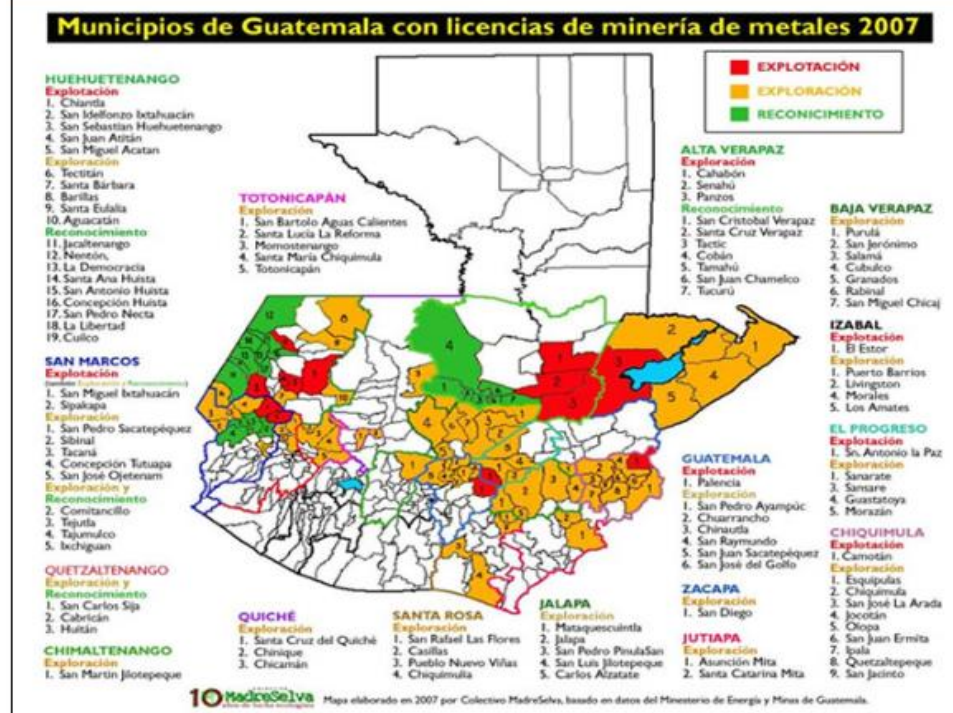 Municipios de Guatemala con licencias de minería de metales 2007
EXPLOTACIÓN
EXPLORACIÓN
RECONICIMIENTO
HUEHUETENANGO
Explotación
1. Chiantla
2. San Idelfonzo Ixtahuacán
3. San Sebastian Huehuetenango
4. San Juan Atitán
5. San Miguel Acatan
Exploración
6. Tectitán
7. Santa Bárbara
8. Barillas
9. Santa Eulalia
10. Aguacatán
Reconocimiento
11. Jacaltenango
12. Nentón,
13. La Democracia
14. Santa Ana Huista
15. San Antonio Huista
16. Concepción Huista
17. San Pedro Necta
18. La Libertad
19. Cuilco
SAN MARCOS
Explotación
(también Exploración y Reconocimiento)
1. San Miguel Ixtahuacán
2. Sipakapa
Exploración
1. San Pedro Sacatepéquez
2. Sibinal
3. Tacaná
4. Concepción Tutuapa
5. San José Ojetenam
Exploración y
Reconocimiento
2. Comitancillo
3. Tejutla
4. Tajumulco
5. Ixchiguan
QUETZALTENANGO
Exploración y
Reconocimiento
1. San Carlos Sija
2. Cabricán
3. Huitán
CHIMALTENANGO
Exploración
1. San Martin Jilotepeque
TOTONICAPÁN
Exploración
1. San Bartolo Aguas Calientes
2. Santa Lucía La Reforma
3. Momostenango
4. Santa María Chiquimula
5. Totonicapán
QUICHÉ
Exploración
1. Santa Cruz del Quiché
2. Chinique
3. Chicamán
SANTA ROSA
Exploración
1. San Rafael Las Flores
2. Casillas
3. Pueblo Nuevo Viñas
4. Chiquimulia
JALAPA
Exploración
1. Mataquescuintla
2. Jalapa
3. San Pedro PinulaSan
4. San Luis Jilotepeque
5. Carlos Alzatate
ALTA VERAPAZ
Explotación
1. Cahabón
2. Senahú
3. Panzos
Reconocimiento
1. San Cristobal Verapaz
2. Santa Cruz Verapaz
3 Tactic
4. Cobán
5. Tamahú
6. San Juan Chamelco
7. Tucurú
BAJA VERAPAZ
Exploración
1. Purulá
2. San Jerónimo
3. Salamá
4. Cubulco
5. Granados
6. Rabinal
7. San Miguel Chicaj
IZABAL
Explotación
1. El Estor
Exploración
1. Puerto Barrios
2. Livingston
4. Morales
5. Los Amates
EL PROGRESO
Explotación
1. Sn. Antonio la Paz
Exploración
1. Sanarate
3. Sansare
4. Guastatoya
5. Morazán
GUATEMALA
Explotación
1. Palencia
Exploración
1. San Pedro Ayampúc
2. Chuarrancho
3. Chinautla
4. San Raymundo
5. San Juan Sacatepéquez
6. San José del Golfo
ZACAPA
Exploración
1. San Diego
JUTIAPA
Exploración
1. Asunción Mita
2. Santa Catarina Mita
CHIQUIMULA
Explotación
1. Camotán
Exploración
1. Esquipulas
2. Chiquimula
3. San José La Arada
4. Jocotán
5. Olopa
6. San Juan Ermita
7. Ipala
8. Quetzaltepeque
9. San Jacinto
10 MadreSelva
Mapa elaborado en 2007 por Colectivo MadreSelva, basado en datos del Ministerio de Energía y Minas de Guatemala.